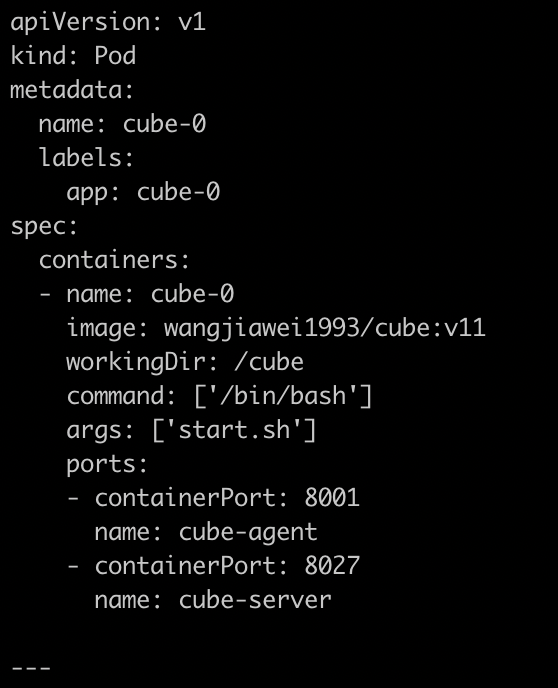 apiVersion: v1
kind: Pod
metadata:
  name: cube-0
  labels:
    app: cube-0
spec:
  containers:
  - name: cube-0
    image: wangjiawei1993/cube:v11
    workingDir: /cube
    command: ['/bin/bash']
    args: ['start.sh']
    ports:
    - containerPort: 8001
      name: cube-agent
    - containerPort: 8027
      name: cube-server

---